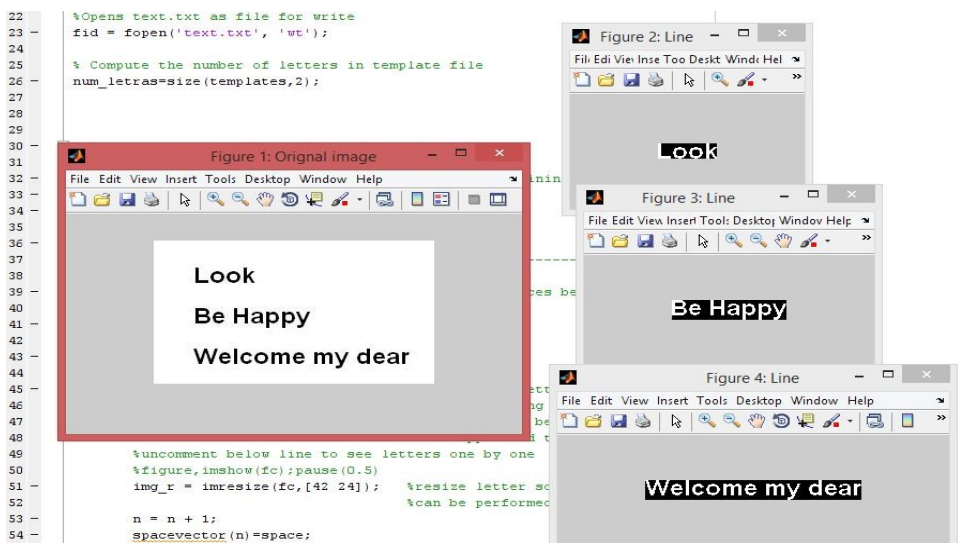 22 %Opens text.txt as file for write
23 – fid = fopen('text.txt', 'wt');
24
25 % Compute the number of letters in template file
26 – num_letras=size(templates,2);
27
28
29
30 –
31
32 –
33 –
34 –
35
36 –
37
38
39 –
40
41 –
42
43 –
44
45 –
46
47
48
49 %uncomment below line to see letters one by one
50 %figure,imshow(fc);pause(0.5)
51 – img_r = imresize(fc,[42 24]); %resize letter so
52 %can be performed
53 – n = n + 1;
54 – spacevector(n)=space;
Figure 1: Orignal image
File Edit View Insert Tools Desktop Window Help
Look
Be Happy
Welcome my dear
Figure 2: Line
Edi Inse Too Deskt Hel
Look
Figure 3: Line
File Edit View Insert Help
Be Happy
Figure 4: Line
File Edit View Insert Tools Desktop Window Help
Welcome my dear